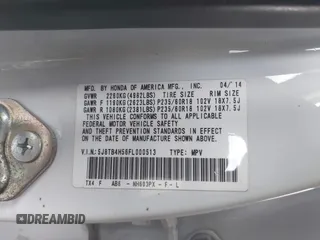 MFD. BY HONDA OF AMERICA MFG., INC. 04/14
GVWR 2260KG(4982LBS) TIRE SIZE RIM SIZE
GAWR F 1190KG(2623LBS)P235/60R18 102V 18X7.5J
GAWR R 1080KG(2381LBS)P235/60R18 102V 18X7.5J
THIS VEHICLE CONFORMS TO ALL APPLICABLE
FEDERAL MOTOR VEHICLE SAFETY, BUMPER,
AND THEFT PREVENTION STANDARDS IN EFFECT ON
THE DATE OF MANUFACTURE SHOWN ABOVE.
V.I.N:5J8TB4H56FL000513 TYPE: MPV
TX4 F AB8 - NH603PX - F - L
DREAMBID